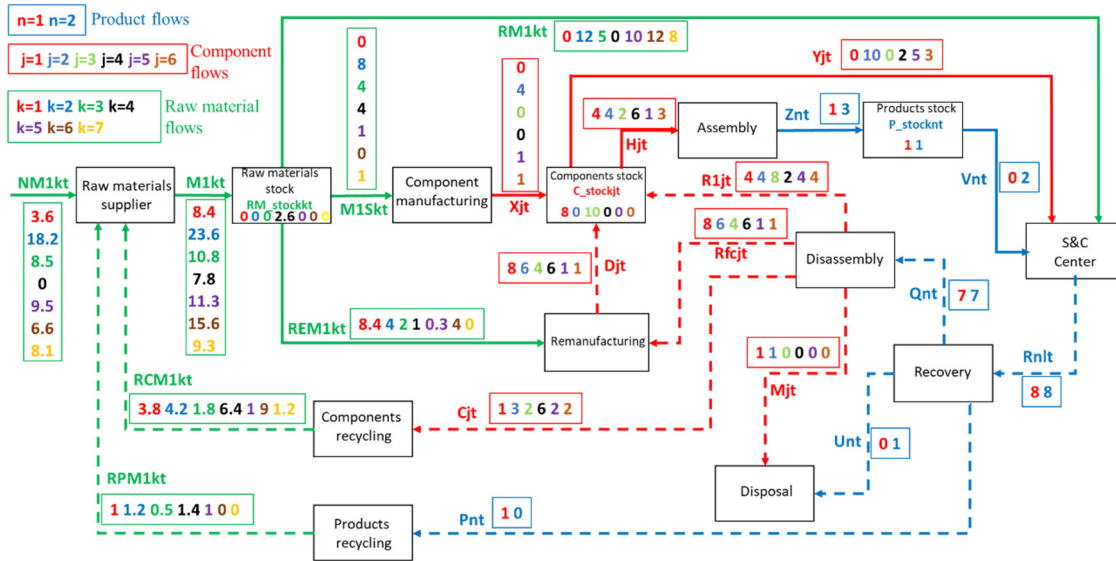 n=1 n=2
Product flows
j=1 j=2 j=3 j=4 j=5 j=6
Component
flows
k=1 k=2 k=3 k=4
k=5 k=6 k=7
Raw material
flows
RM1kt
0 12 5 0 10 12 8
Yjt
0 10 0 2 5 3
0
8
4
4
1
0
1
0
4
0
0
1
1
4 4 2 6 1 3
Hjt
Assembly
Znt
1 3
Products stock
P_stocknt
1 1
Vnt
0 2
NM1kt
3.6
18.2
8.5
0
9.5
6.6
8.1
Raw materials
supplier
M1kt
8.4
23.6
10.8
7.8
11.3
15.6
9.3
Raw materials
stock
RM_stockkt
0 0 0 2.6 0 0 0
M1Skt
Component
manufacturing
Xjt
Components stock
C_stockjt
8 0 10 0 0 0
R1jt
4 4 8 2 4 4
8 6 4 6 1 1
Rfcjt
Disassembly
S&C
Center
8 6 4 6 1 1
Djt
Qnt
7 7
REM1kt
8.4 4 2 1 0.3 4 0
Remanufacturing
1 1 0 0 0 0
Mjt
Recovery
Rnlt
8 8
RCM1kt
3.8 4.2 1.8 6.4 1 9 1.2
Components
recycling
Cjt
1 3 2 6 2 2
Unt
0 1
RPM1kt
1 1.2 0.5 1.4 1 0 0
Products
recycling
Pnt
1 0
Disposal